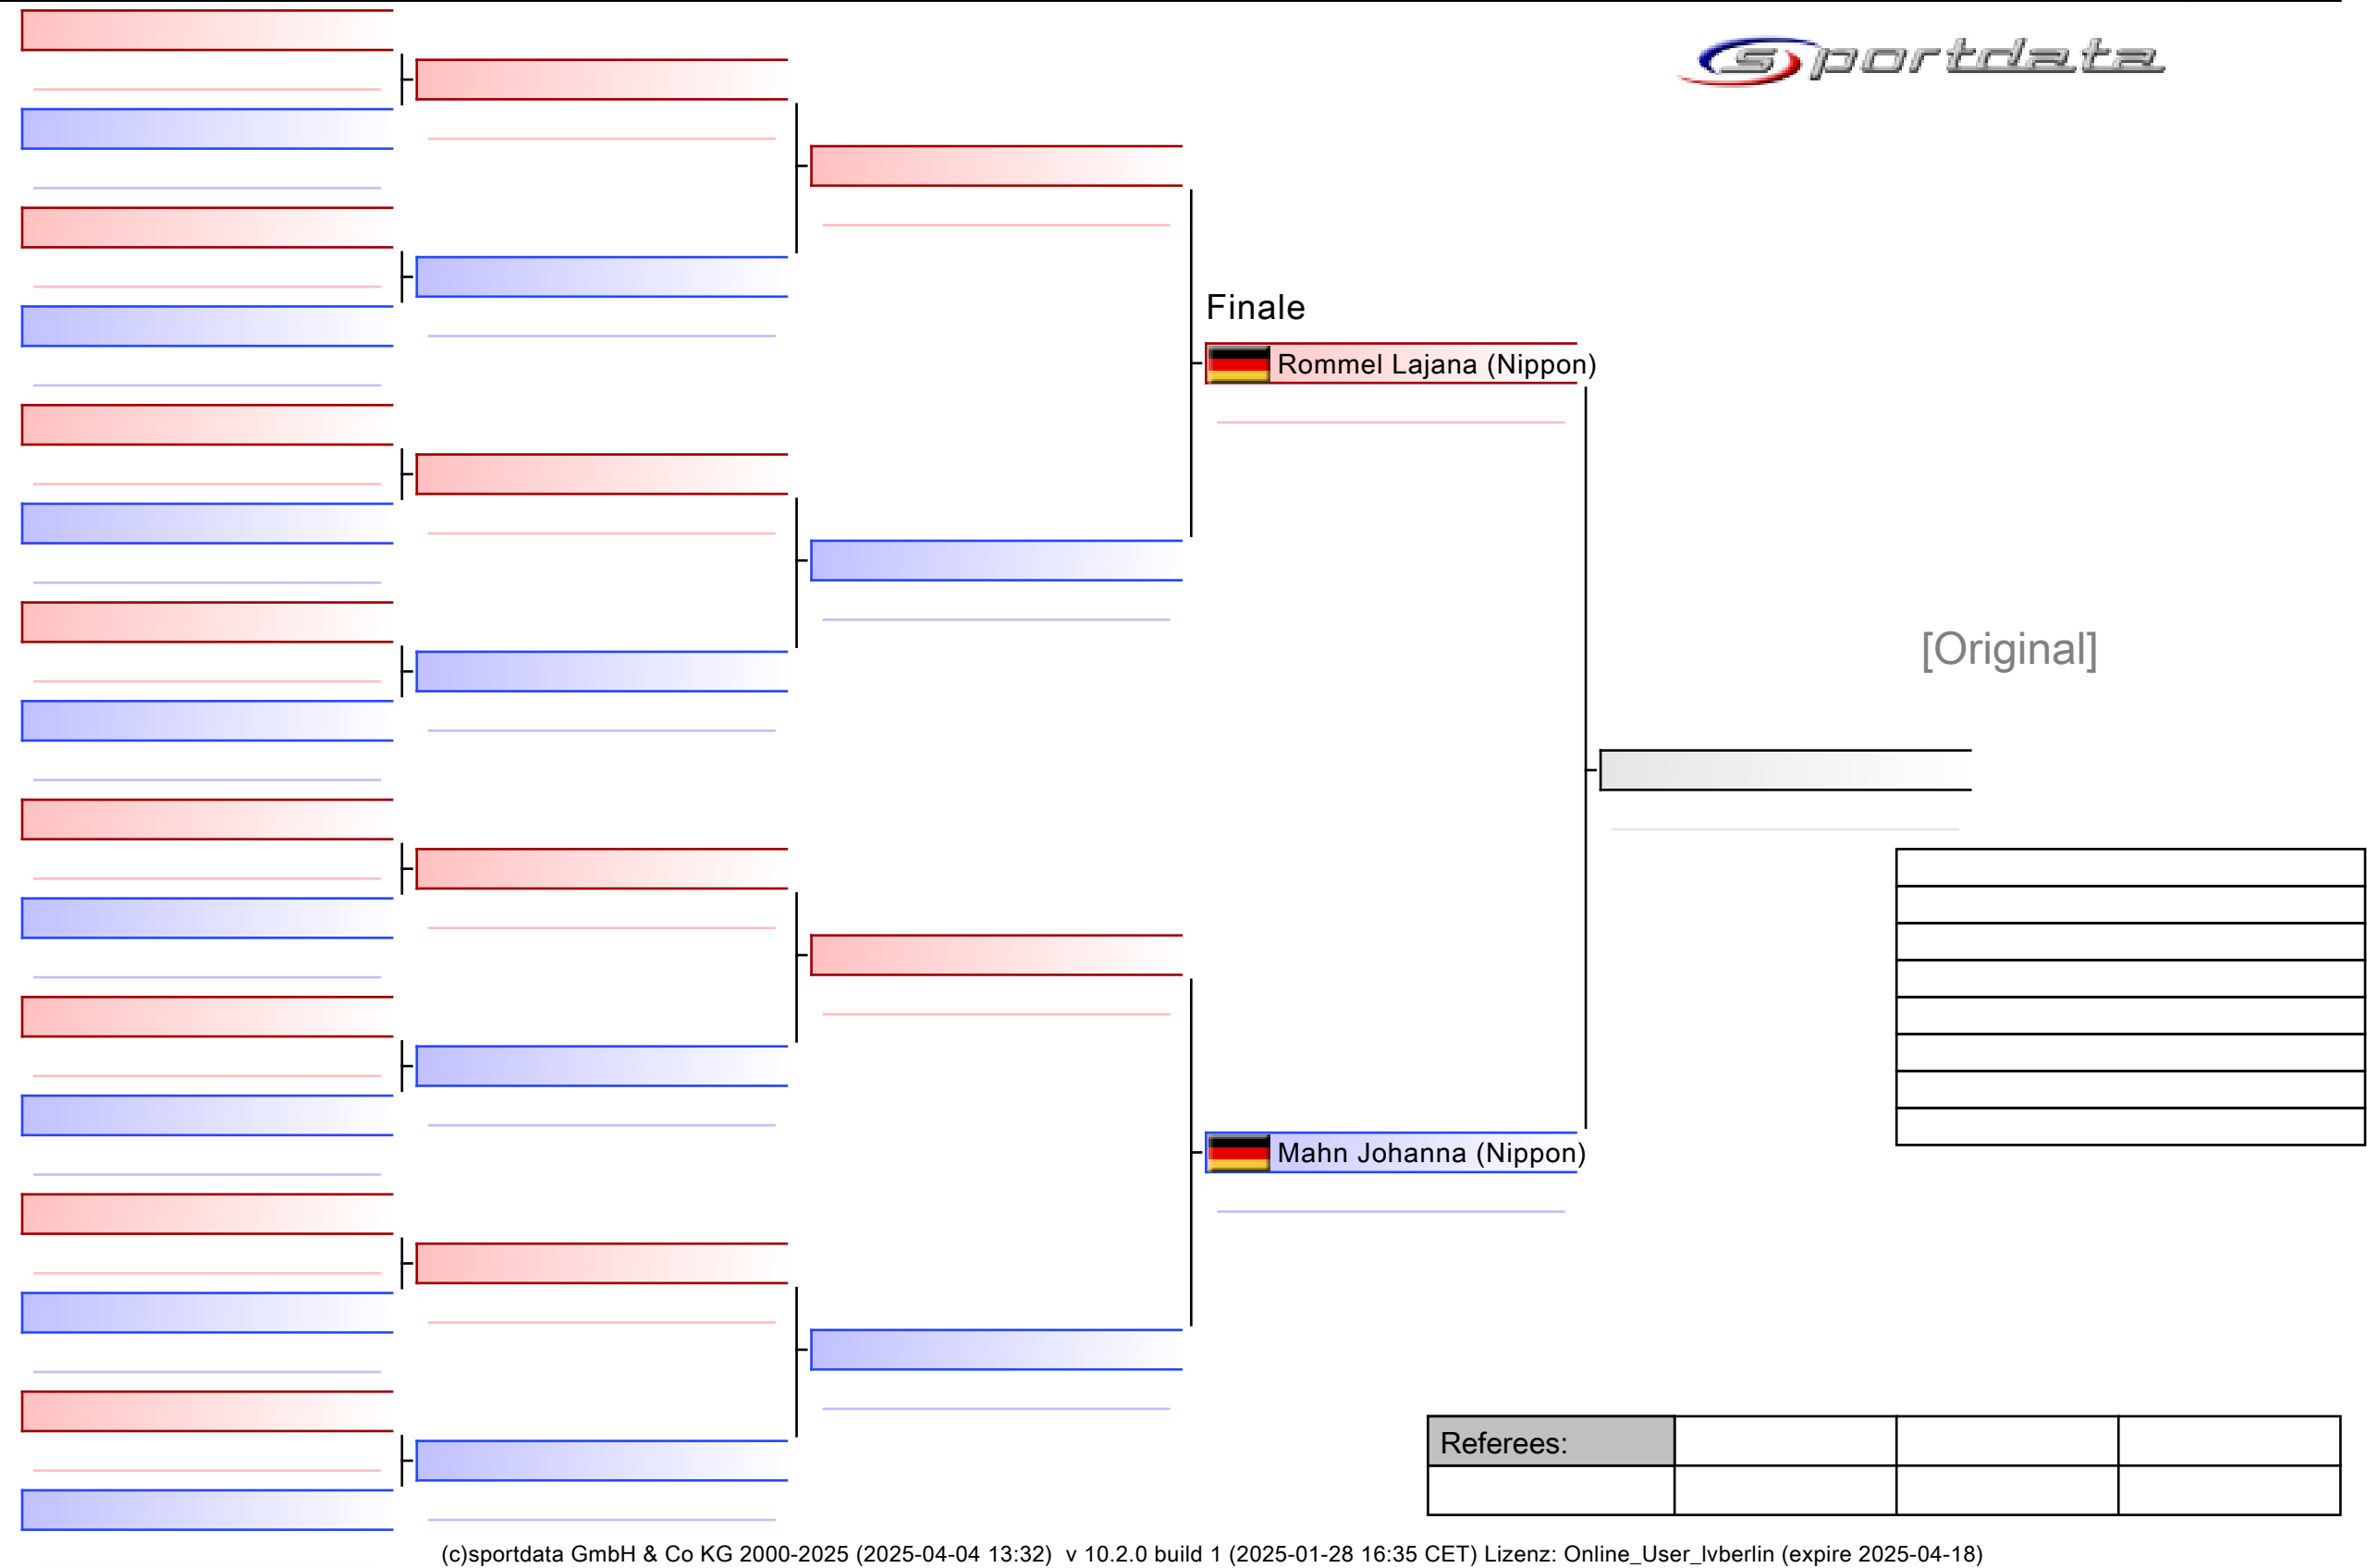 sportdata
Finale
Rommel Lajana (Nippon)
[Original]
Mahn Johanna (Nippon)
Referees:
(c)sportdata GmbH & Co KG 2000-2025 (2025-04-04 13:32) v 10.2.0 build 1 (2025-01-28 16:35 CET) Lizenz: Online_User_lvberlin (expire 2025-04-18)